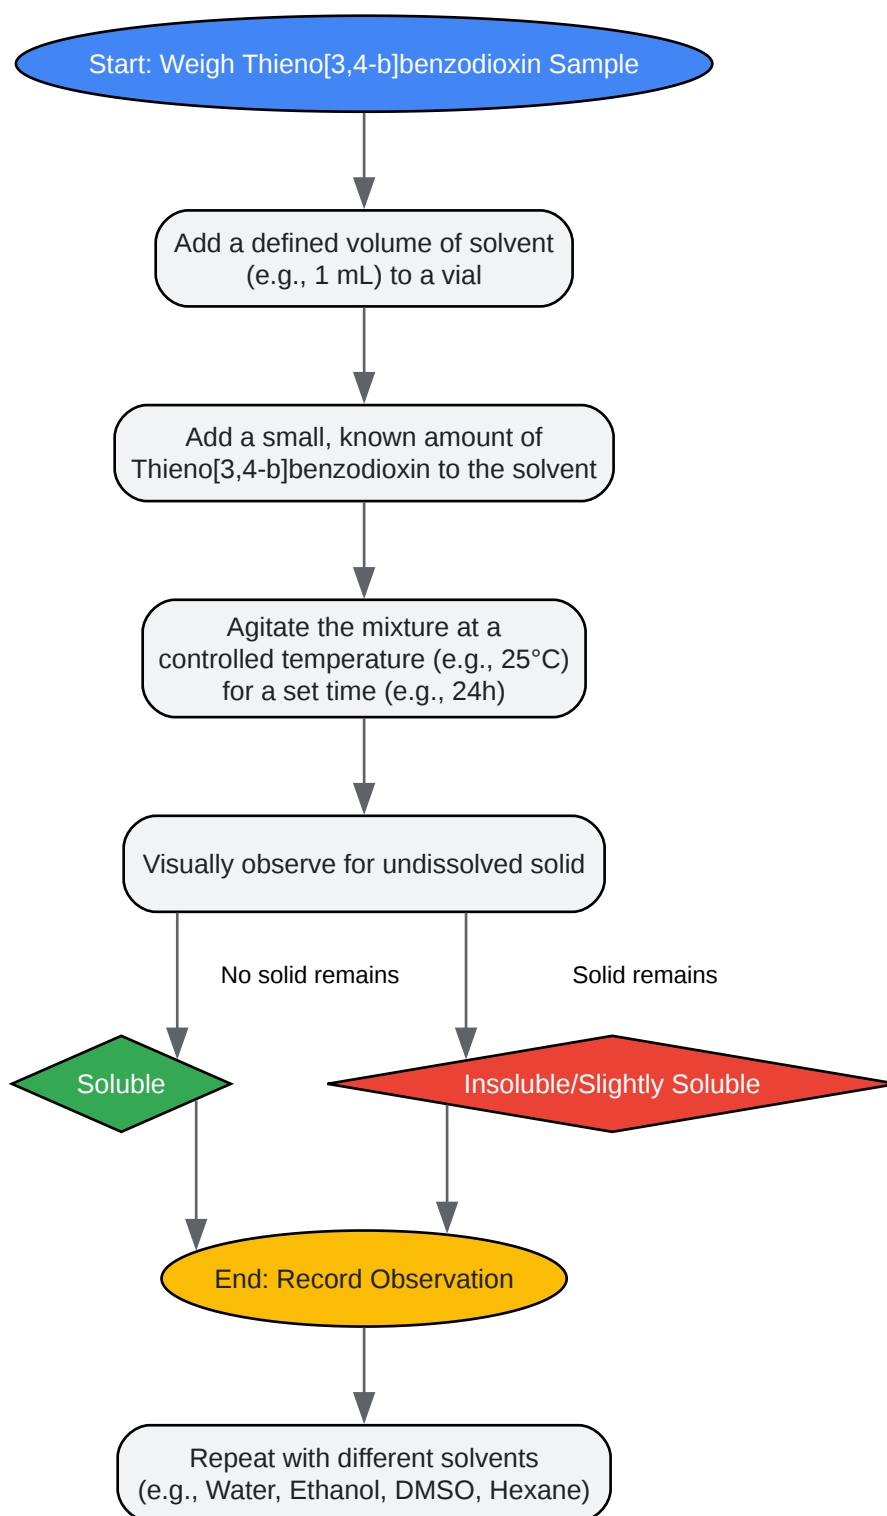 Start: Weigh Thieno[3,4-b]benzodioxin Sample
Add a defined volume of solvent
(e.g., 1 mL) to a vial
Add a small, known amount of
Thieno[3,4-b]benzodioxin to the solvent
Agitate the mixture at a
controlled temperature (e.g., 25°C)
for a set time (e.g., 24h)
Visually observe for undissolved solid
No solid remains
Solid remains
Soluble
Insoluble/Slightly Soluble
End: Record Observation
Repeat with different solvents
(e.g., Water, Ethanol, DMSO, Hexane)